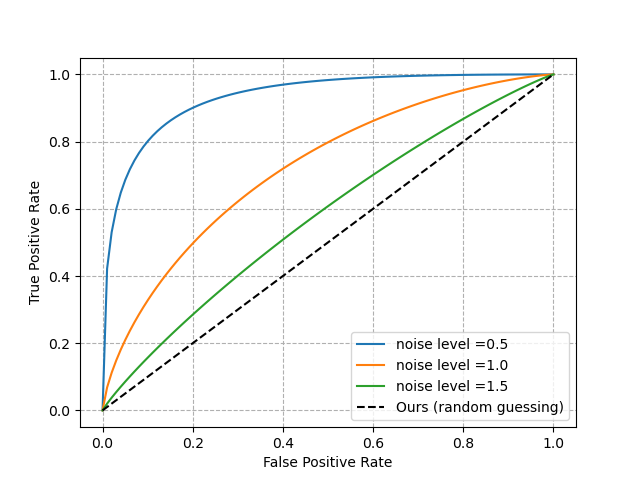 1.0
0.8
0.6
0.4
0.2
0.0
True Positive Rate
noise level =0.5
noise level =1.0
noise level =1.5
Ours (random guessing)
0.0 0.2 0.4 0.6 0.8 1.0
False Positive Rate